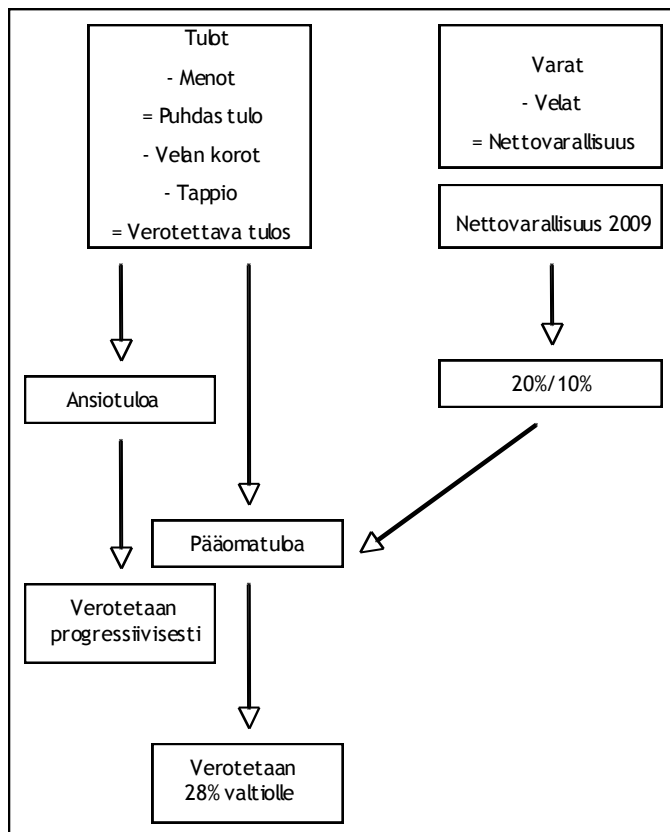 Tulot
- Menot
= Puhdas tulo
- Velan korot
- Tappio
= Verotettava tulos
Varat
- Velat
= Nettovarallisuus
Nettovarallisuus 2009
20%/10%
Ansiotuloa
Pääomatuloa
Verotetaan
progressiivisesti
Verotetaan
28% valtiolle